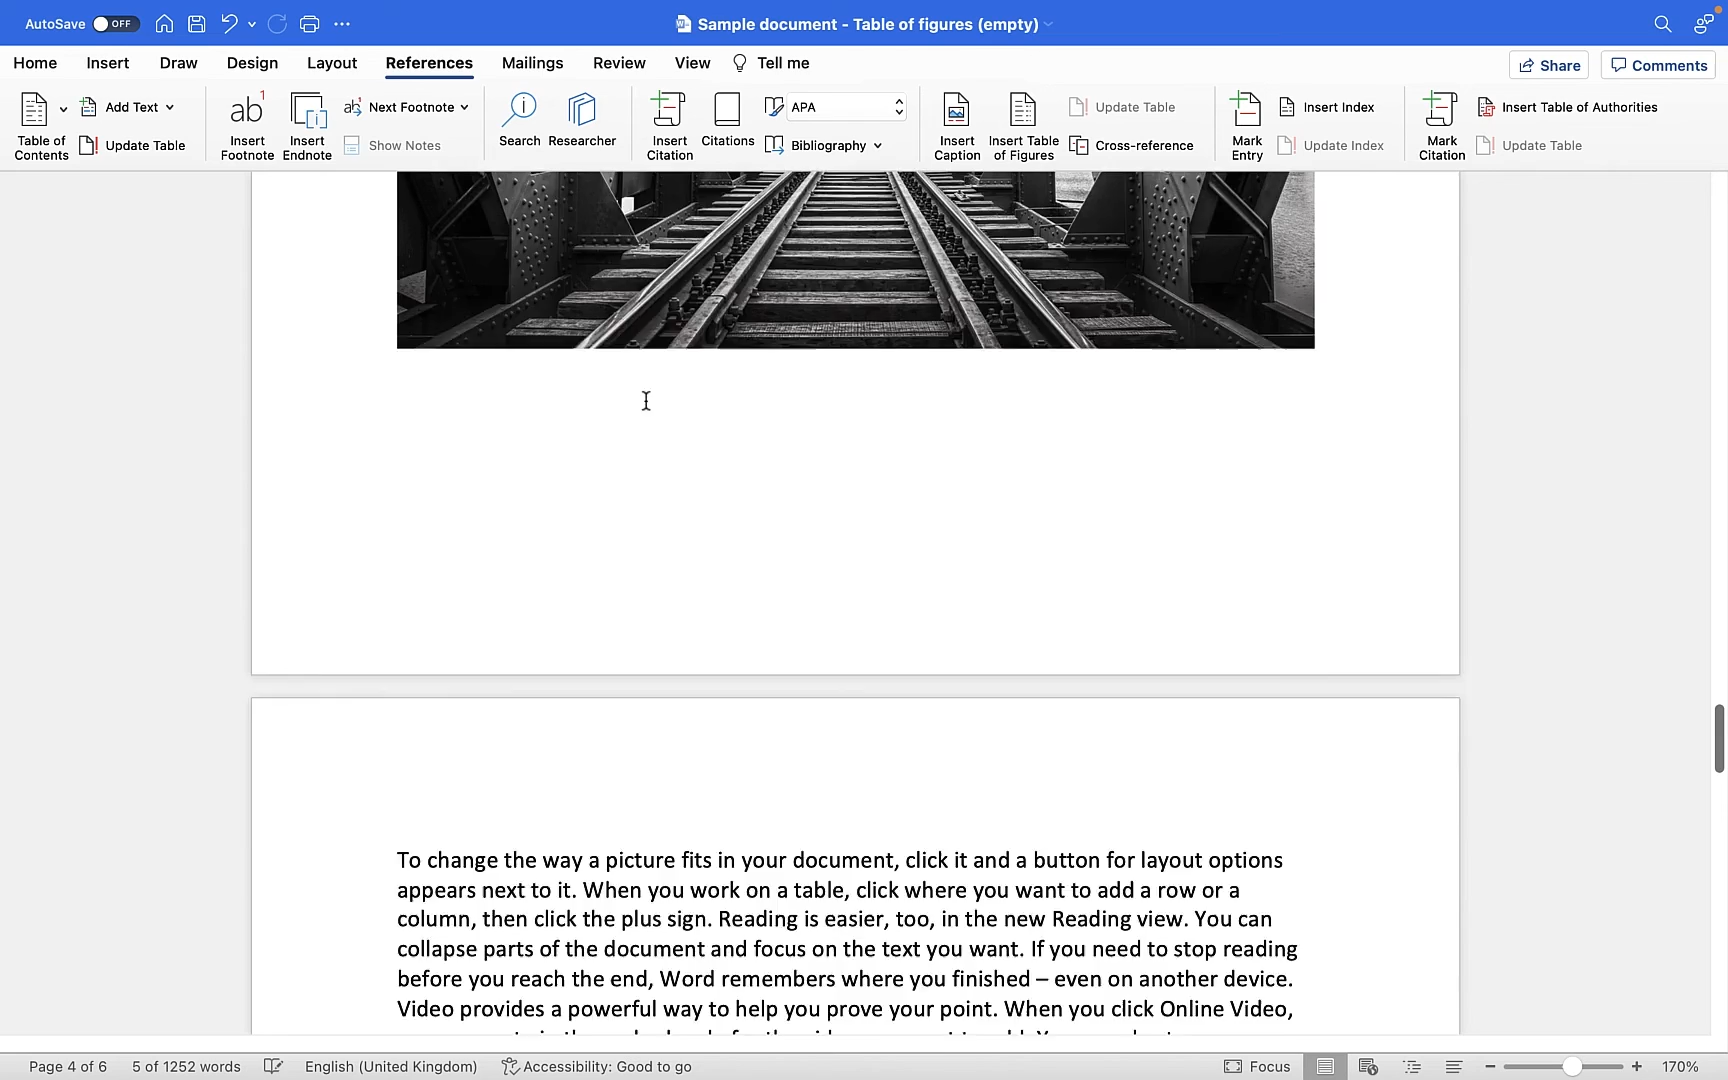 AutoSave OFF Sample document - Table of figures (empty)
Home Insert Draw Design Layout References Mailings Review View Tell me Share Comments
Table of Contents
Add Text
Update Table
ab 1
Insert Footnote
Insert Endnote
Next Footnote
Show Notes
Search
Researcher
Insert Citation
Citations
APA
Bibliography
Insert Caption
Insert Table of Figures
Update Table
Cross-reference
Mark Entry
Insert Index
Update Index
Mark Citation
Insert Table of Authorities
Update Table
To change the way a picture fits in your document, click it and a button for layout options
appears next to it. When you work on a table, click where you want to add a row or a
column, then click the plus sign. Reading is easier, too, in the new Reading view. You can
collapse parts of the document and focus on the text you want. If you need to stop reading
before you reach the end, Word remembers where you finished – even on another device.
Video provides a powerful way to help you prove your point. When you click Online Video,
Page 4 of 6 5 of 1252 words English (United Kingdom) Accessibility: Good to go Focus 170%